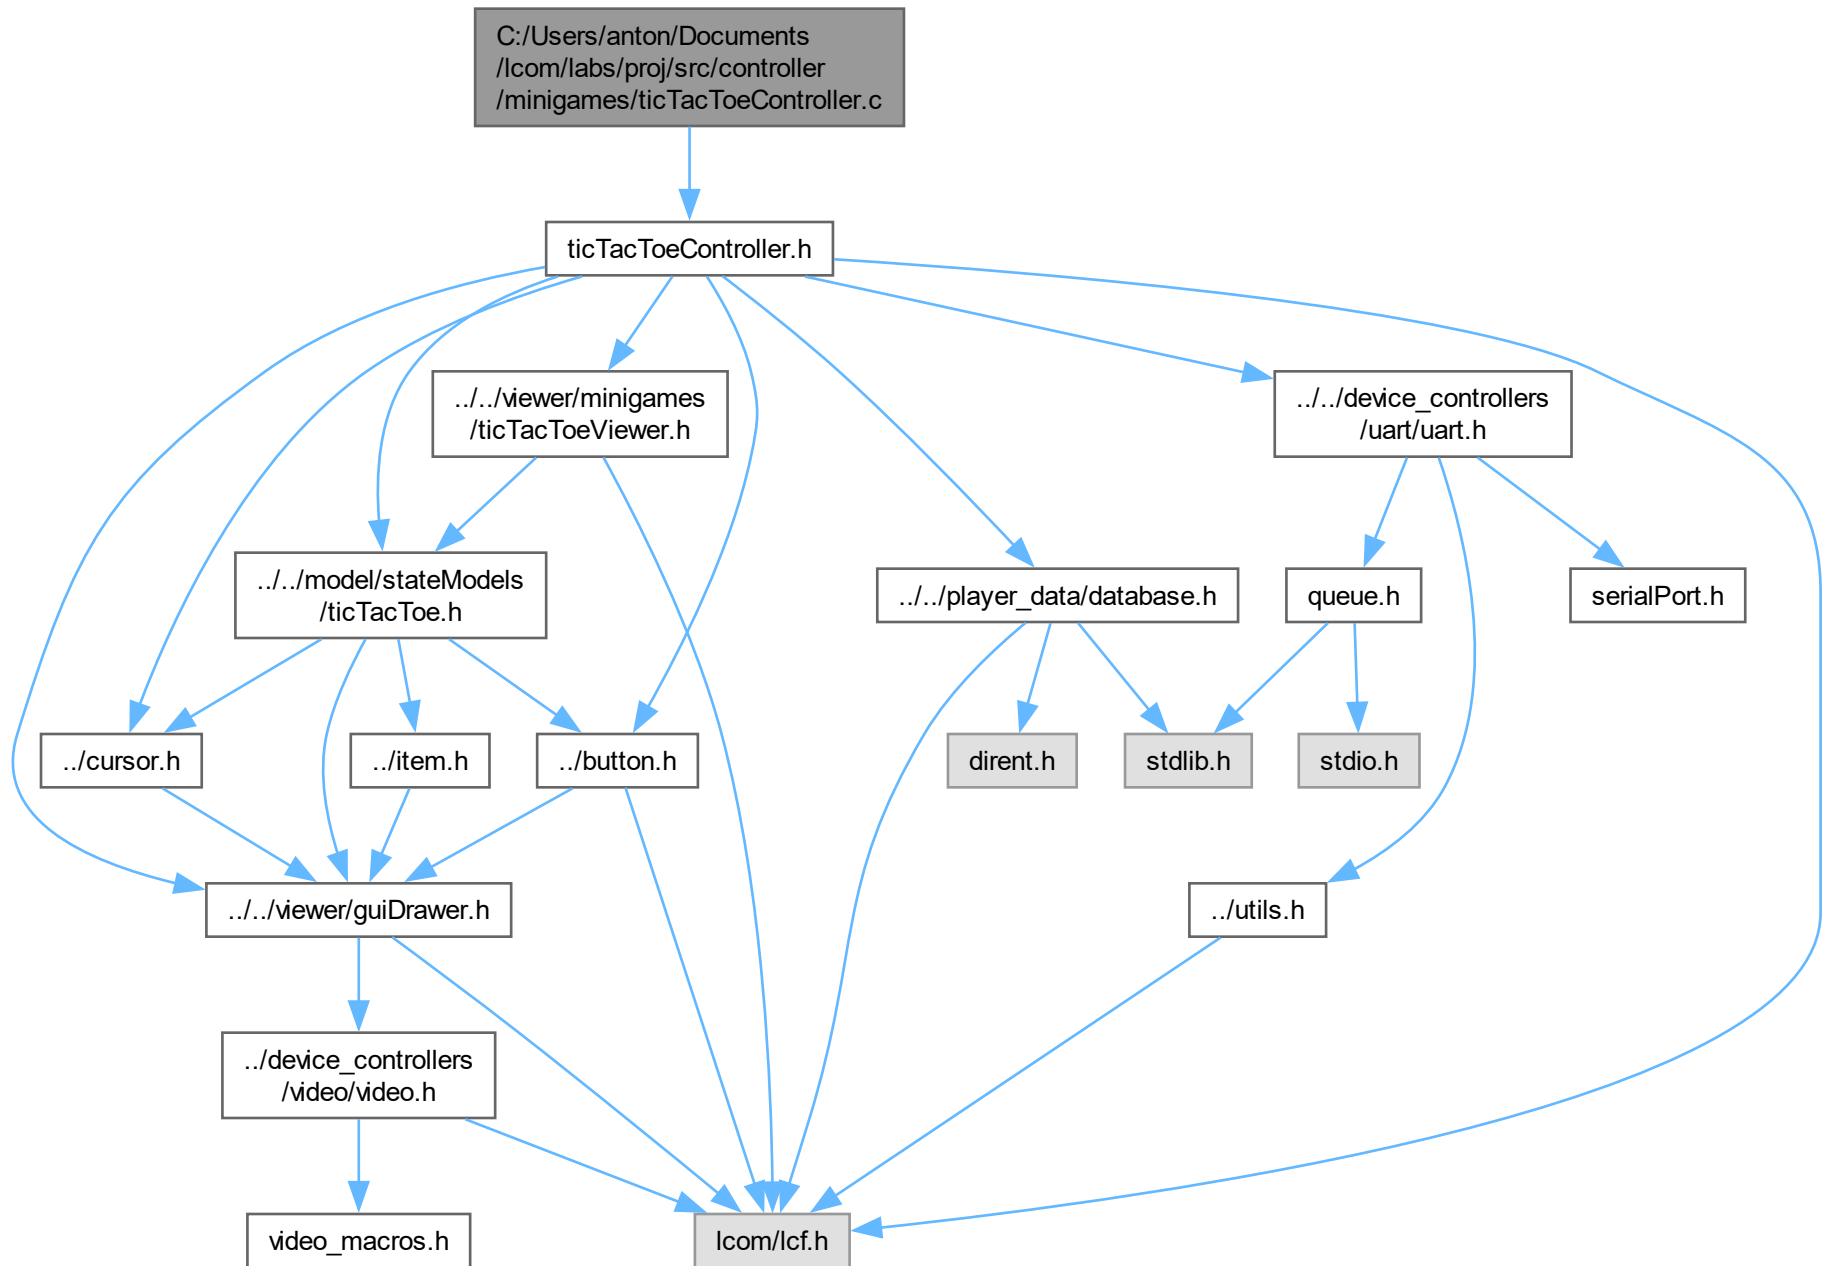 C:/Users/anton/Documents
/lcom/labs/proj/src/controller
/minigames/ticTacToeController.c
ticTacToeController.h
../../viewer/minigames
/ticTacToeViewer.h
../../device_controllers
/uart/uart.h
../../model/stateModels
/ticTacToe.h
../../player_data/database.h
queue.h
serialPort.h
../cursor.h
../item.h
../button.h
dirent.h
stdlib.h
stdio.h
../../viewer/guiDrawer.h
../utils.h
../device_controllers
/video/video.h
video_macros.h
lcom/lcf.h